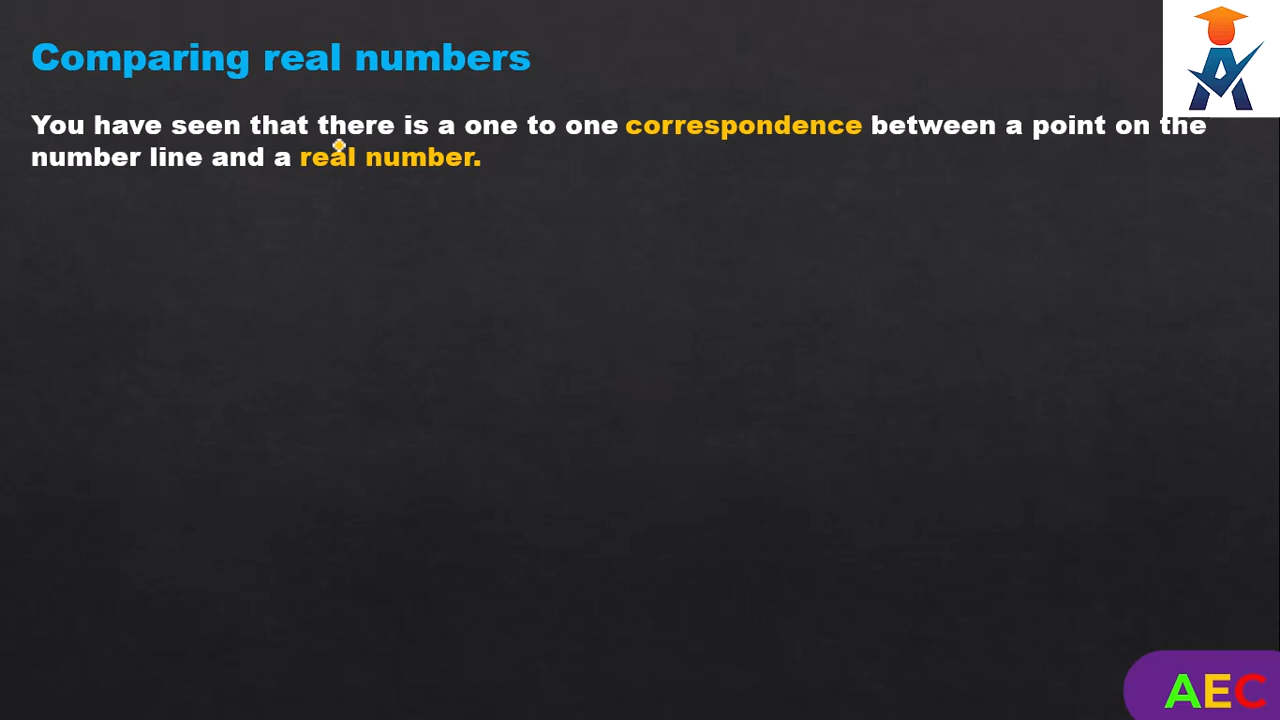 Comparing real numbers
You have seen that there is a one to one correspondence between a point on the
number line and a real number.
AEC